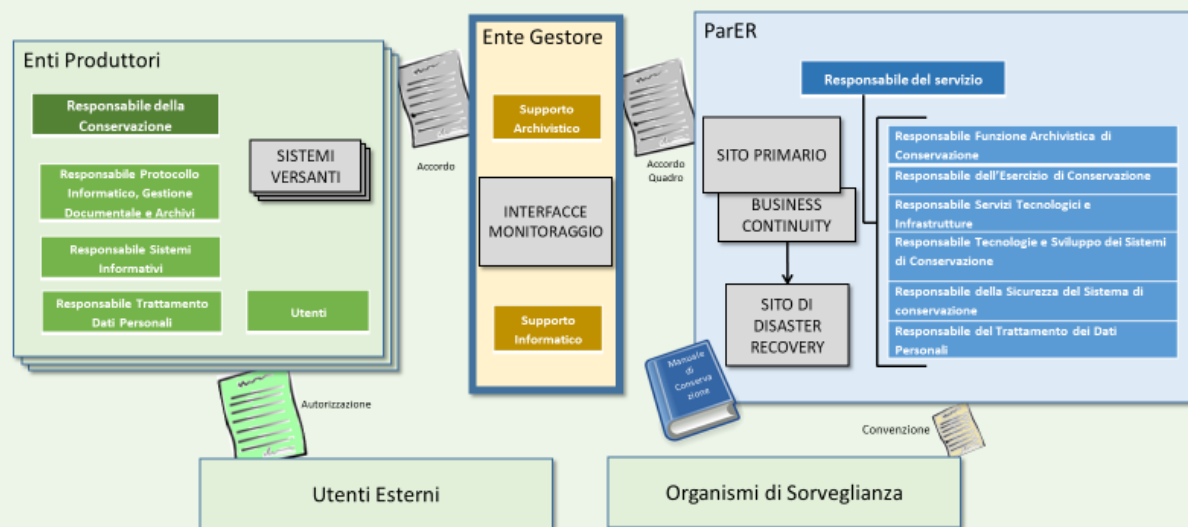 Enti Produttori
Responsabile della
Conservazione
Responsabile Protocollo
Informatico, Gestione
Documentale e Archivi
Responsabile Sistemi
Informativi
Responsabile Trattamento
Dati Personali
SISTEMI
VERSANTI
Utenti
Accordo
Ente Gestore
Supporto
Archivistico
INTERFACCE
MONITORAGGIO
Supporto
Informatico
Accordo
Quadro
ParER
Responsabile del servizio
SITO PRIMARIO
BUSINESS
CONTINUITY
SITO DI
DISASTER
RECOVERY
Responsabile Funzione Archivistica di
Conservazione
Responsabile dell'Esercizio di Conservazione
Responsabile Servizi Tecnologici e
Infrastrutture
Responsabile Tecnologie e Sviluppo dei Sistemi
di Conservazione
Responsabile della Sicurezza del Sistema di
conservazione
Responsabile del Trattamento dei Dati
Personali
Manuale
di
Conserva
zione
Autorizzazione
Convenzione
Utenti Esterni
Organismi di Sorveglianza